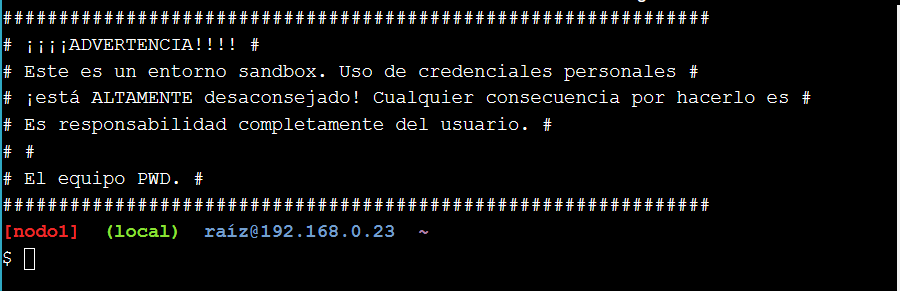 ###############################################################
# ¡¡¡¡ADVERTENCIA!!!! #
# Este es un entorno sandbox. Uso de credenciales personales #
# ¡está ALTAMENTE desaconsejado! Cualquier consecuencia por hacerlo es #
# Es responsabilidad completamente del usuario. #
# #
# El equipo PWD. #
###############################################################
[nodo1] (local) raíz@192.168.0.23 ~
$